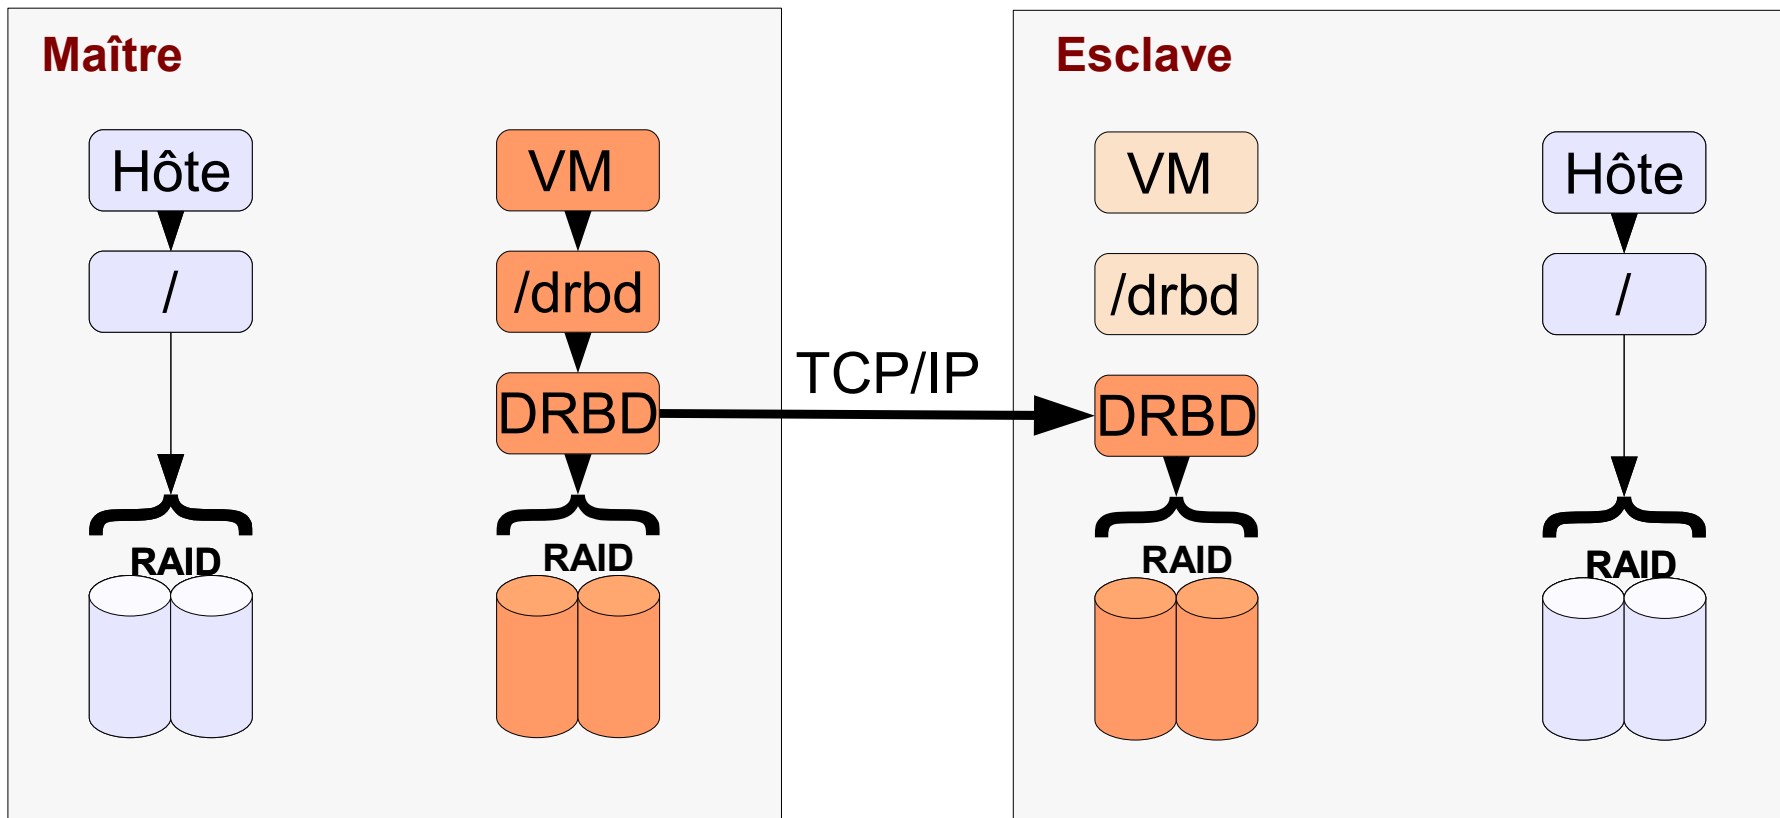 Maître
Hôte
/
RAID
VM
/drbd
DRBD
RAID
TCP/IP
Esclave
VM
/drbd
DRBD
RAID
Hôte
/
RAID